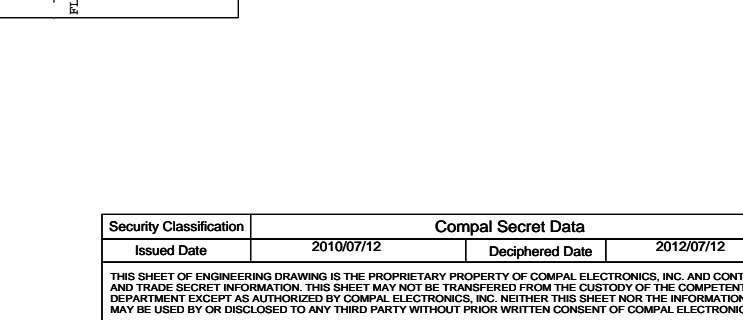 FL
Security Classification Compal Secret Data
Issued Date 2010/07/12 Deciphered Date 2012/07/12
THIS SHEET OF ENGINEERING DRAWING IS THE PROPRIETARY PROPERTY OF COMPAL ELECTRONICS, INC. AND CONT
AND TRADE SECRET INFORMATION. THIS SHEET MAY NOT BE TRANSFERED FROM THE CUSTODY OF THE COMPETENT
DEPARTMENT EXCEPT AS AUTHORIZED BY COMPAL ELECTRONICS, INC. NEITHER THIS SHEET NOR THE INFORMATION
MAY BE USED BY OR DISCLOSED TO ANY THIRD PARTY WITHOUT PRIOR WRITTEN CONSENT OF COMPAL ELECTRONIC